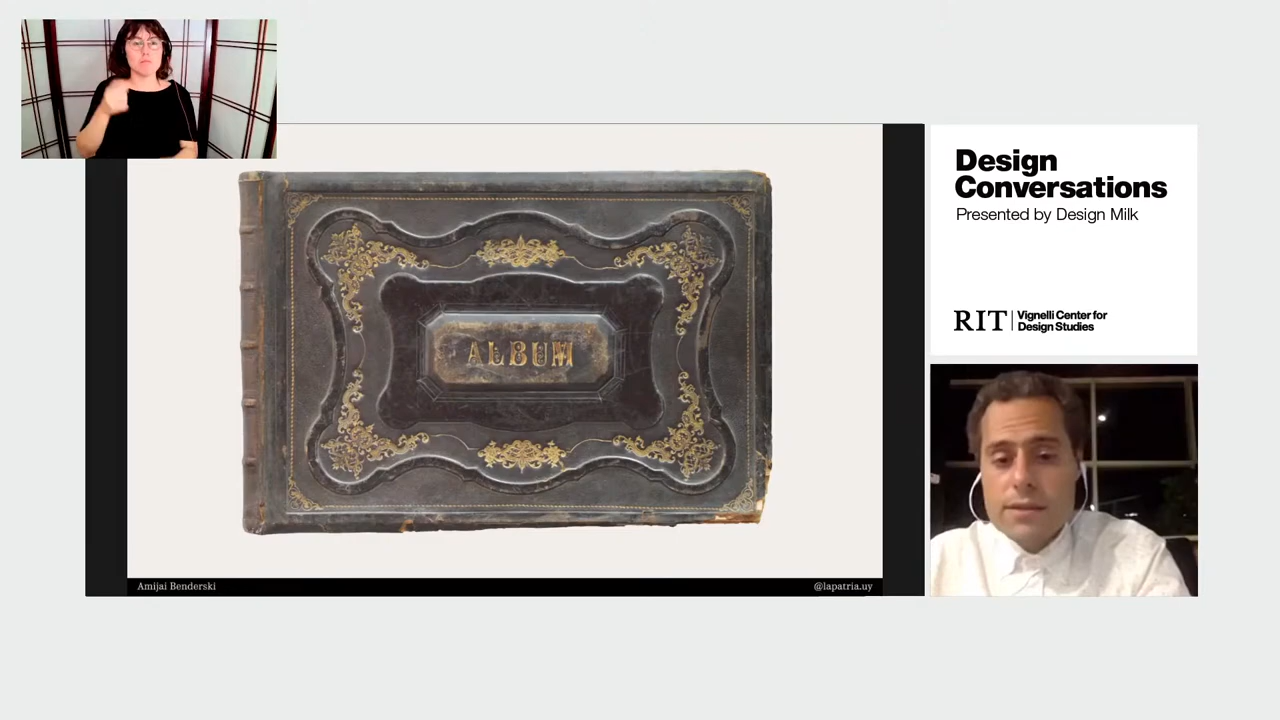 Design
Conversations
Presented by Design Milk
RIT
Vignelli Center for
Design Studies
ALBUM
Amijai Benderski
@lapatria.uy